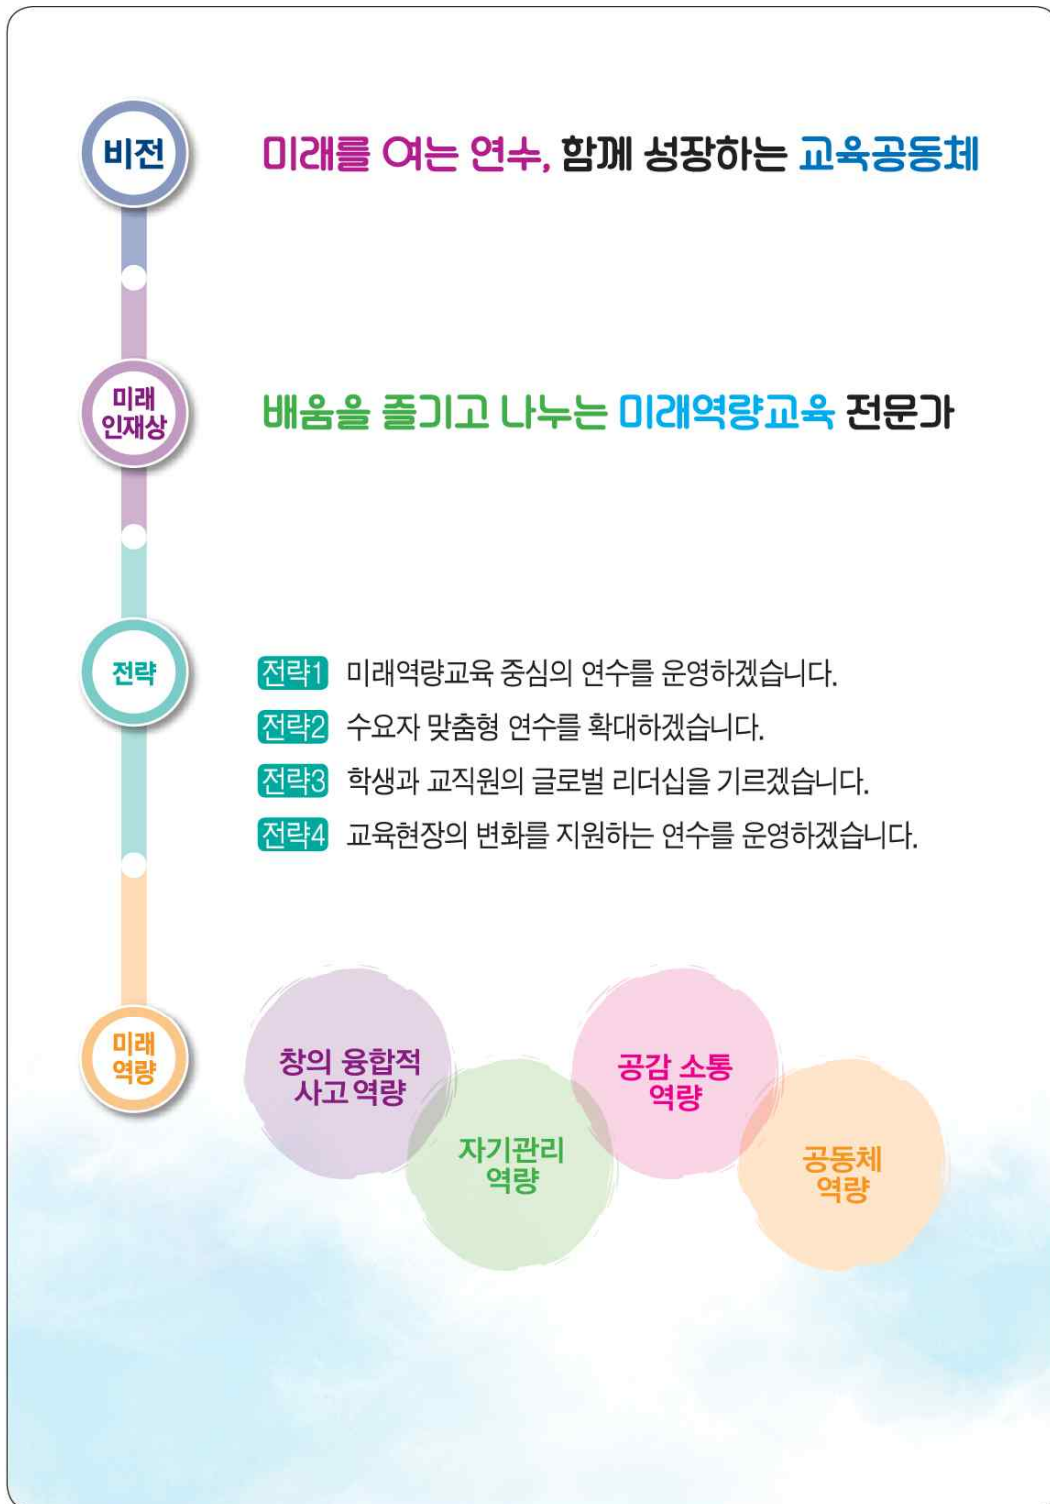 비전
미래를 여는 연수, 함께 성장하는 교육공동체
미래
인재상
배움을 즐기고 나누는 미래역량교육 전문가
전략
전략1 미래역량교육 중심의 연수를 운영하겠습니다.
전략2 수요자 맞춤형 연수를 확대하겠습니다.
전략3 학생과 교직원의 글로벌 리더십을 기르겠습니다.
전략4 교육현장의 변화를 지원하는 연수를 운영하겠습니다.
미래
역량
창의 융합적
사고 역량
자기관리
역량
공감 소통
역량
공동체
역량